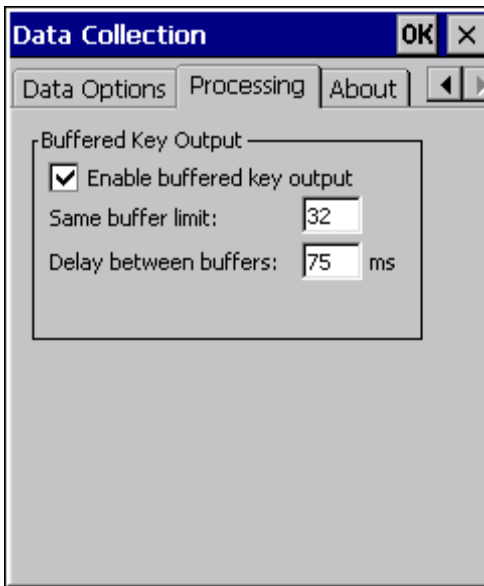 Data Collection OK ×
Data Options Processing About
Buffered Key Output
Enable buffered key output
Same buffer limit: 32
Delay between buffers: 75 ms